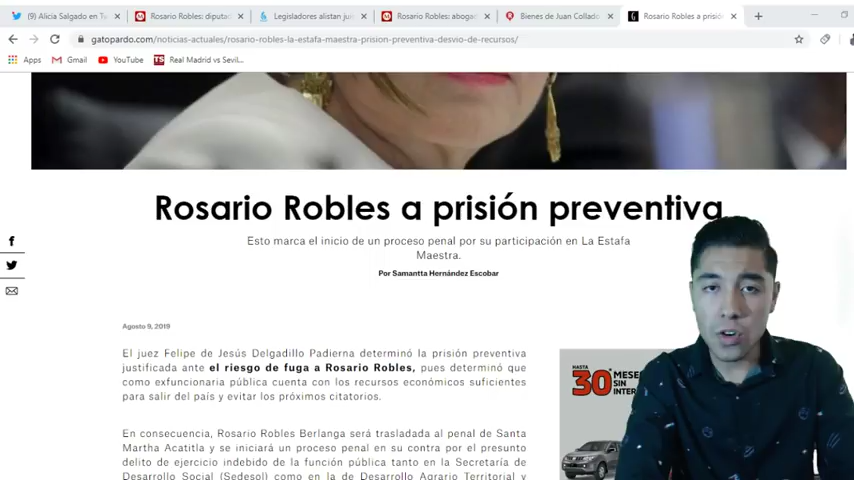 (5) Alicia Salgado en Tu
Rosario Robles: diputad
Legisladores alistan juic
Rosario Robles: abogad
Bienes de Juan Collado
Rosario Robles a prisió
gatopardo.com/noticias-actuales/rosario-robles-la-estafa-maestra-prision-preventiva-desvio-de-recursos/
Apps
Gmail
YouTube
Real Madrid vs Sevil...
Rosario Robles a prisión preventiva
Esto marca el inicio de un proceso penal por su participación en La Estafa
Maestra.
Por Samantta Hernández Escobar
Agosto 9, 2019
El juez Felipe de Jesús Delgadillo Padierna determinó la prisión preventiva
justificada ante el riesgo de fuga a Rosario Robles, pues determinó que
como exfuncionaria pública cuenta con los recursos económicos suficientes
para salir del país y evitar los próximos citatorios.
HASTA
30 MESES
SIN
INTER
En consecuencia, Rosario Robles Berlanga será trasladada al penal de Santa
Martha Acatitla y se iniciará un proceso penal en su contra por el presunto
delito de ejercicio indebido de la función pública tanto en la Secretaría de
Desarrollo Social (Sedesol) como en la de Desarrollo Agrario Territorial y